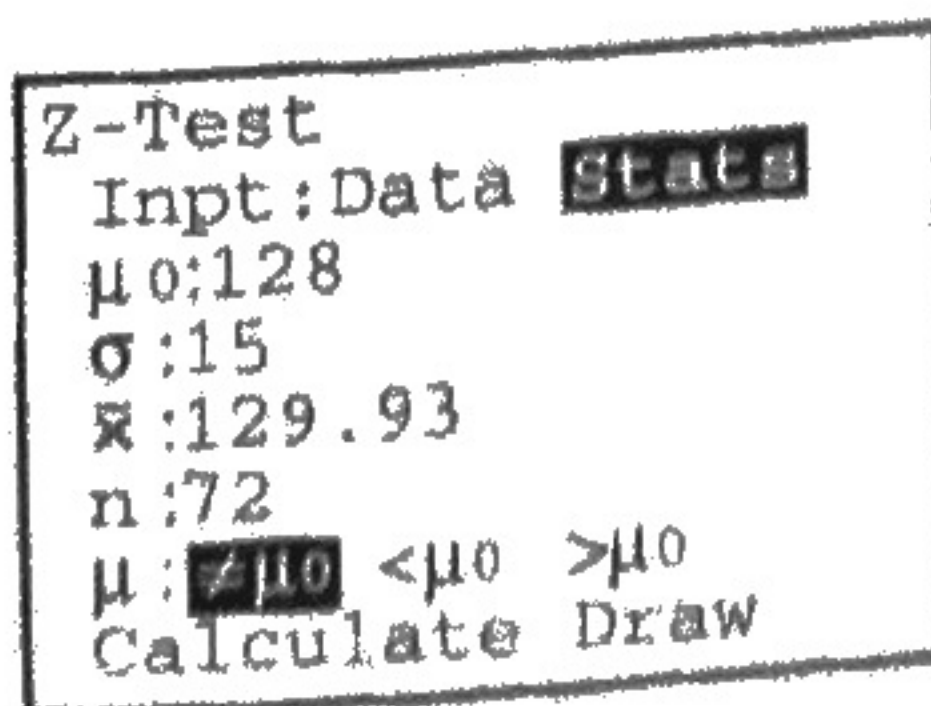 Z-Test
Inpt:Data Stats
μ0:128
σ:15
x̄:129.93
n:72
μ:≠μ0 <μ0 >μ0
Calculate Draw